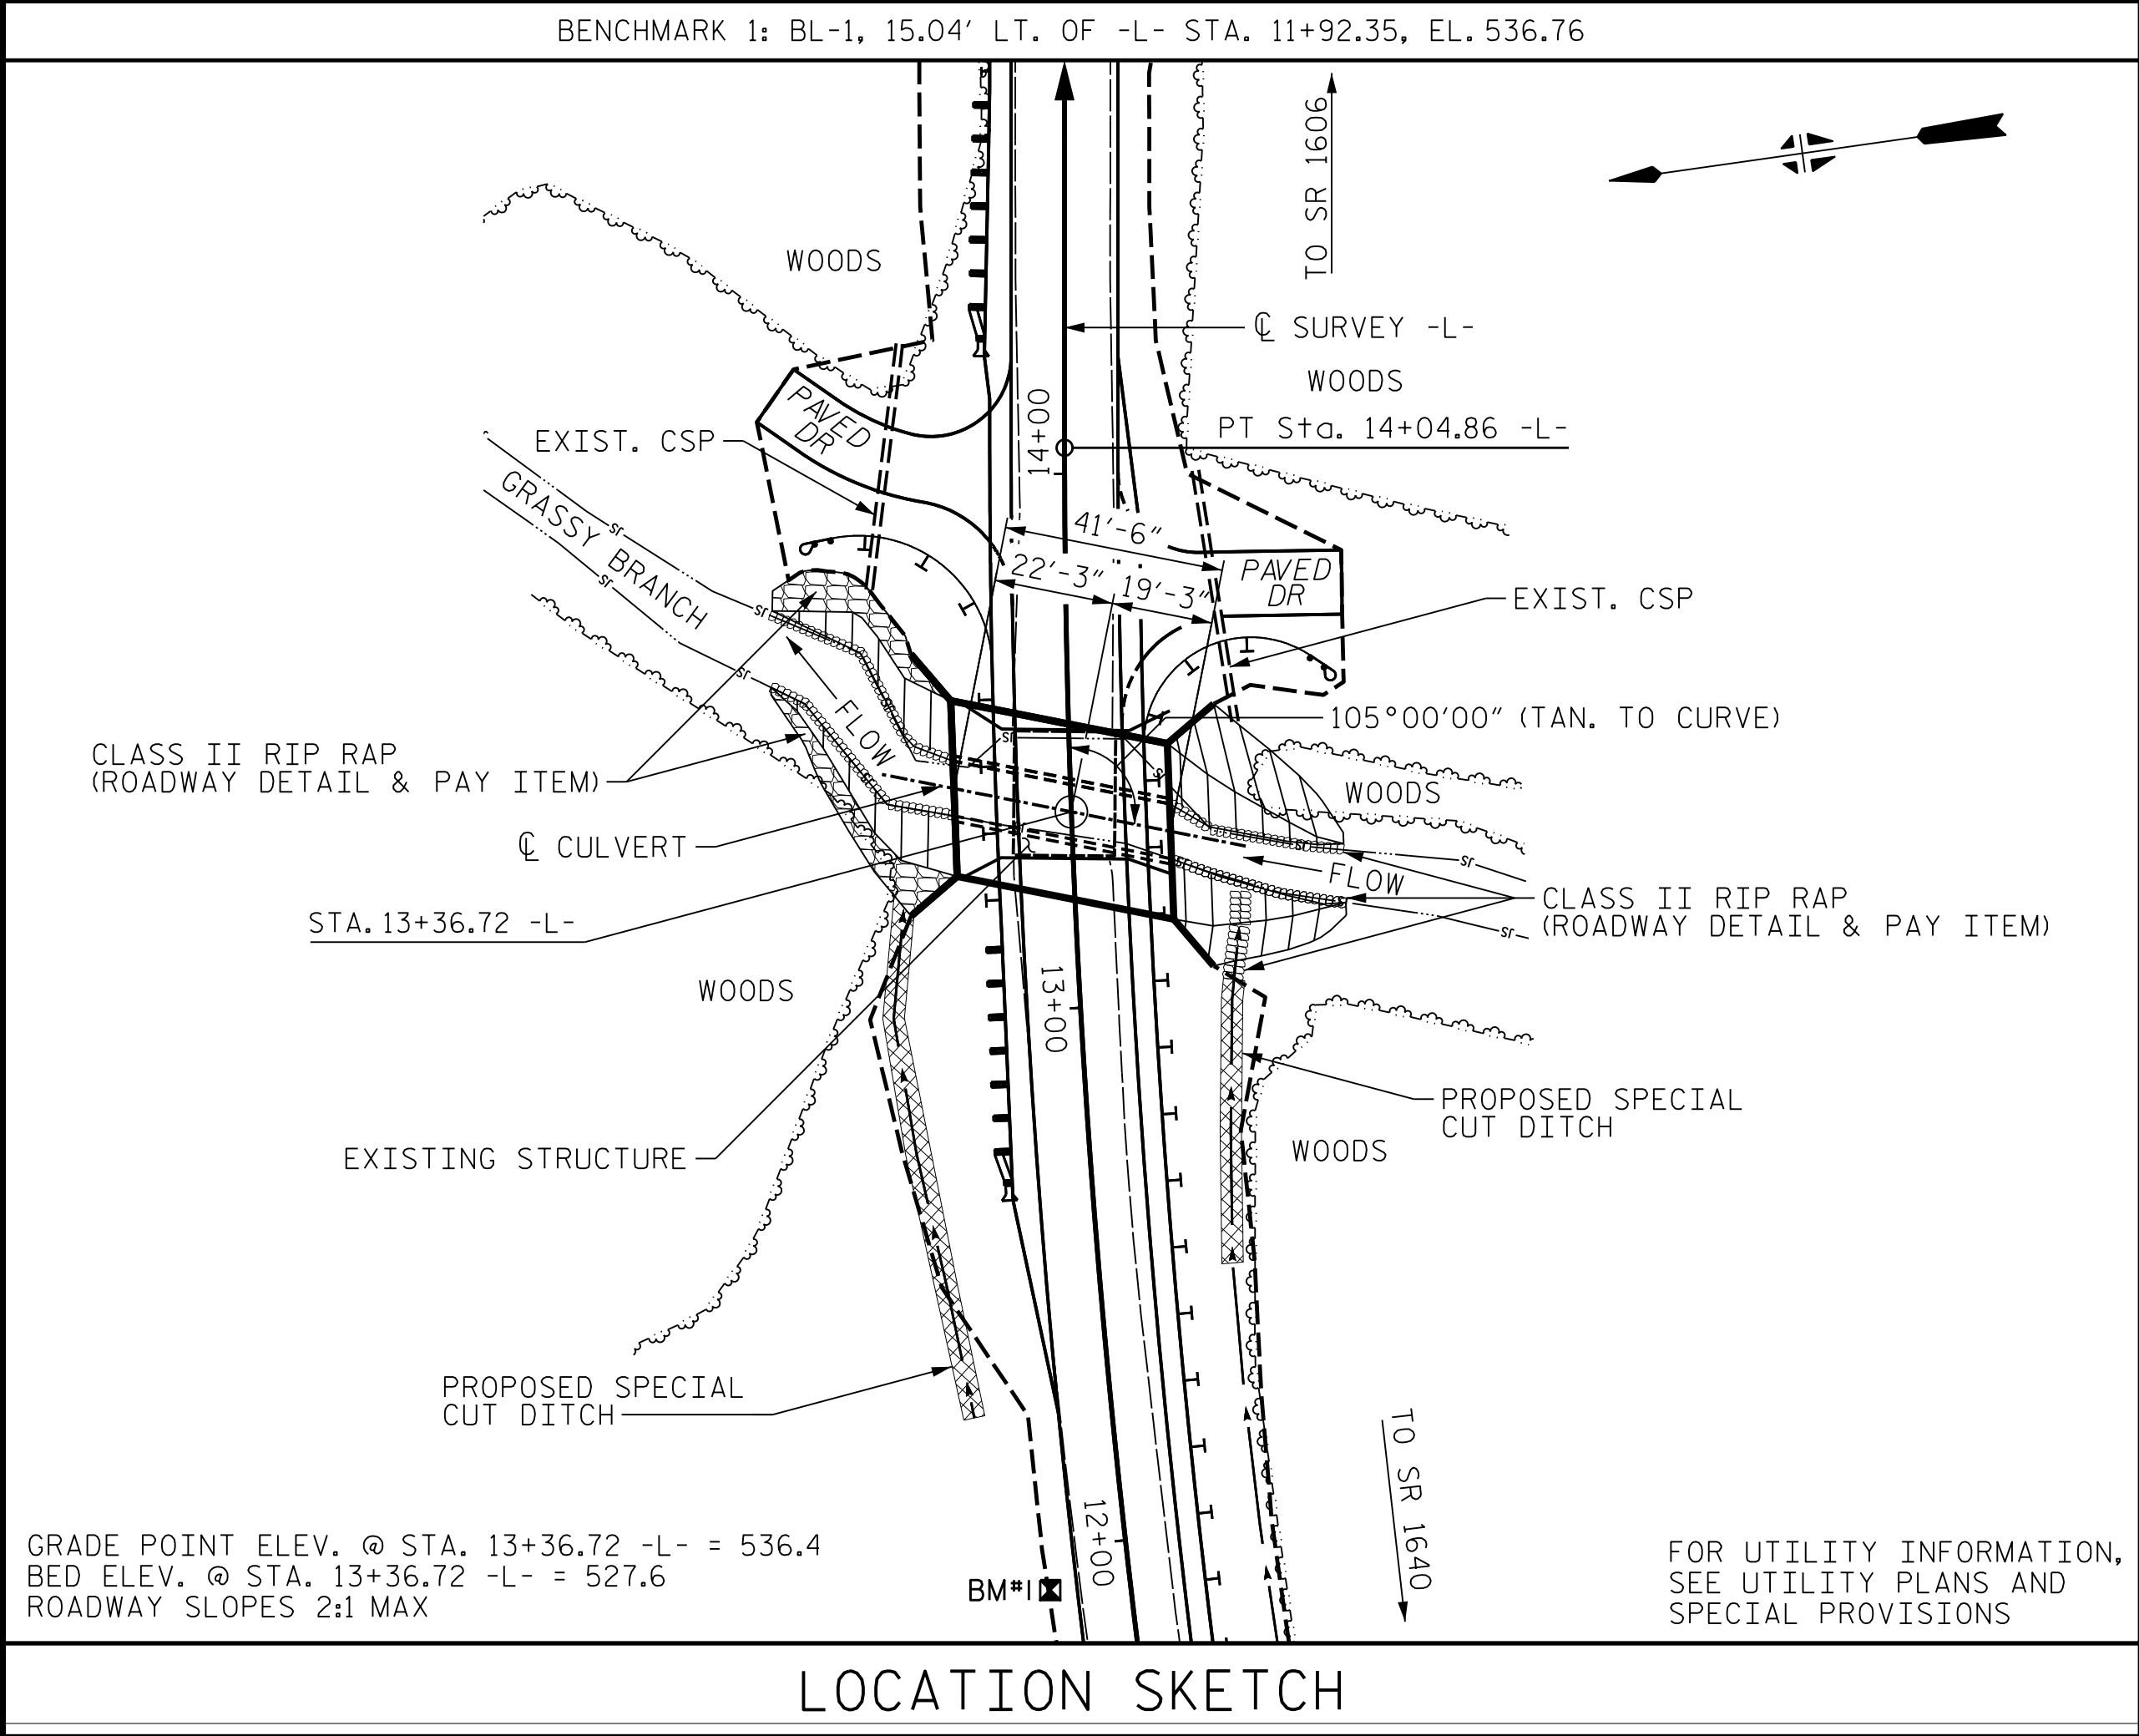 BENCHMARK 1: BL-1, 15.04' LT. OF -L- STA. 11+92.35, EL. 536.76
TO SR 1606
WOODS
℄ SURVEY -L-
WOODS
14+00
PAVED
DR
PT Sta. 14+04.86 -L-
EXIST. CSP
GRASSY BRANCH
41'-6"
22'-3"
19'-3"
PAVED
DR
EXIST. CSP
FLOW
105°00'00" (TAN. TO CURVE)
CLASS II RIP RAP
(ROADWAY DETAIL & PAY ITEM)
WOODS
℄ CULVERT
FLOW
CLASS II RIP RAP
(ROADWAY DETAIL & PAY ITEM)
STA. 13+36.72 -L-
WOODS
13+00
PROPOSED SPECIAL
CUT DITCH
EXISTING STRUCTURE
WOODS
PROPOSED SPECIAL
CUT DITCH
TO SR 1640
12+00
BM#1
GRADE POINT ELEV. @ STA. 13+36.72 -L- = 536.4
BED ELEV. @ STA. 13+36.72 -L- = 527.6
ROADWAY SLOPES 2:1 MAX
FOR UTILITY INFORMATION,
SEE UTILITY PLANS AND
SPECIAL PROVISIONS
LOCATION SKETCH